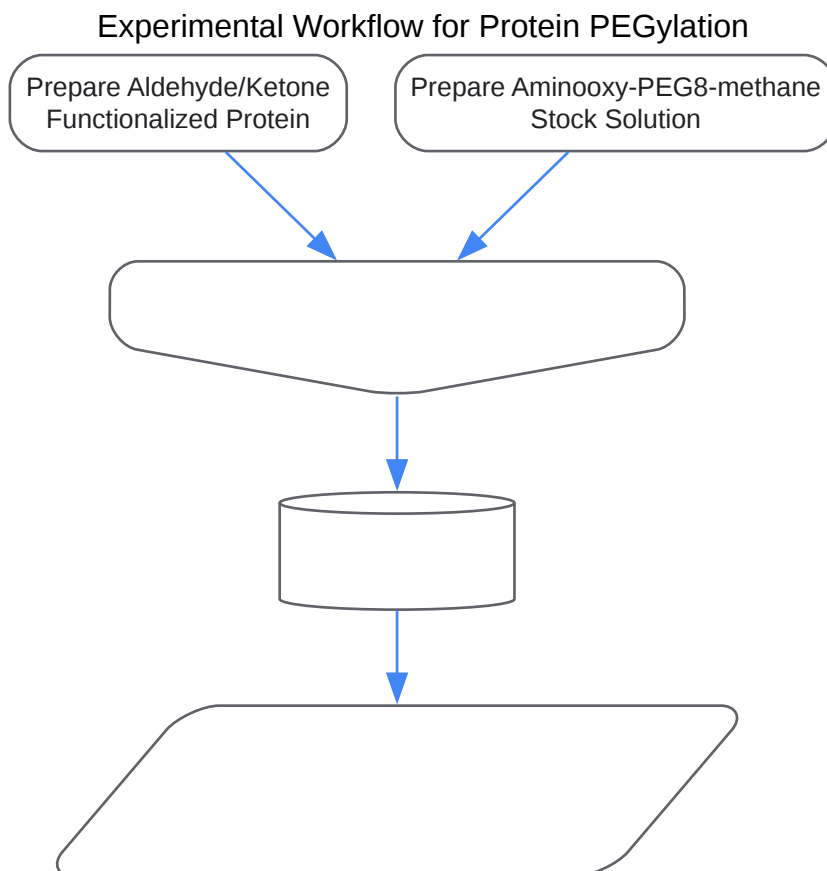 Experimental Workflow for Protein PEGylation
Prepare Aldehyde/Ketone
Functionalized Protein
Prepare Aminooxy-PEG8-methane
Stock Solution